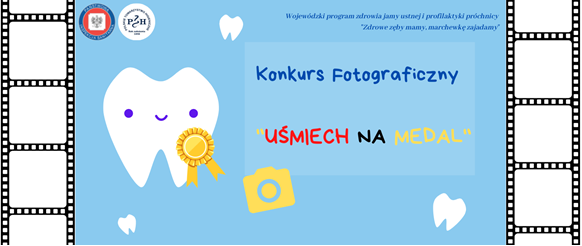 Wojewódzki program zdrowia jamy ustnej i profilaktyki próchnicy
"Zdrowe zęby mamy, marchewkę zajadamy"
Konkurs Fotograficzny
"UŚMIECH NA MEDAL"